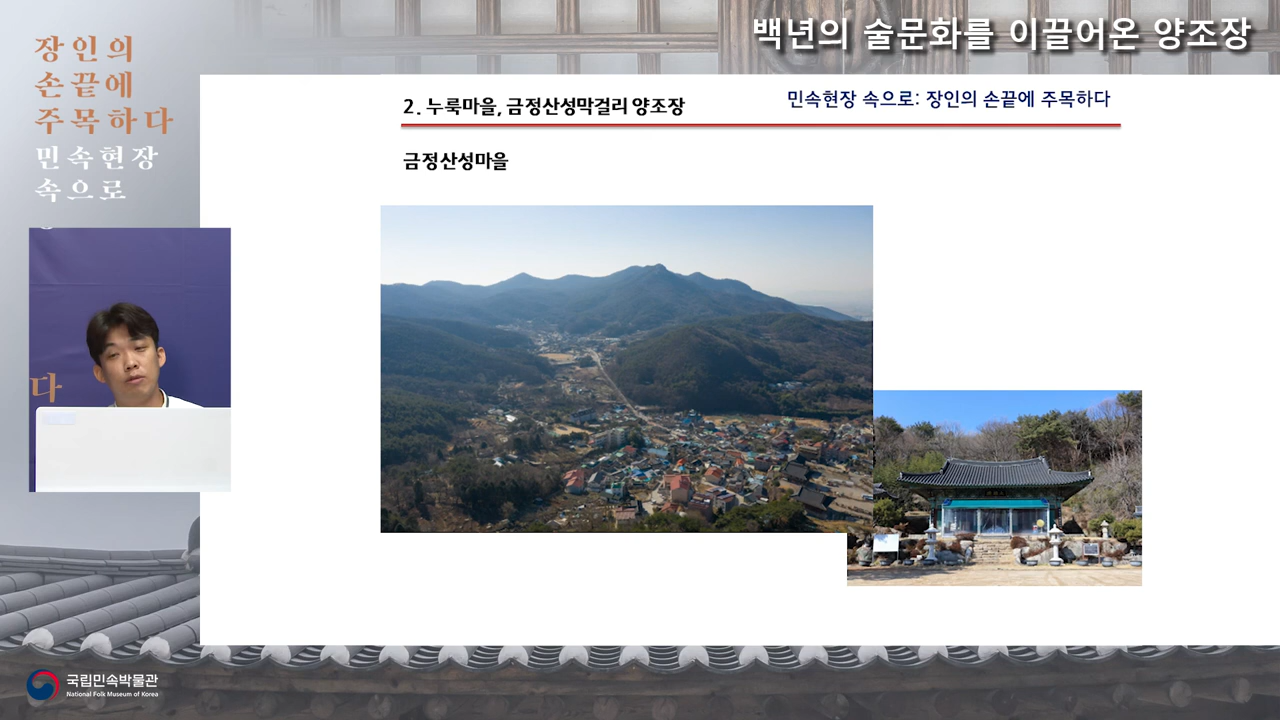 백년의 술문화를 이끌어온 양조장
장인의
손끝에
주목하다
민속현장
속으로
2. 누룩마을, 금정산성막걸리 양조장
민속현장 속으로: 장인의 손끝에 주목하다
금정산성마을
다
국립민속박물관
National Folk Museum of Korea